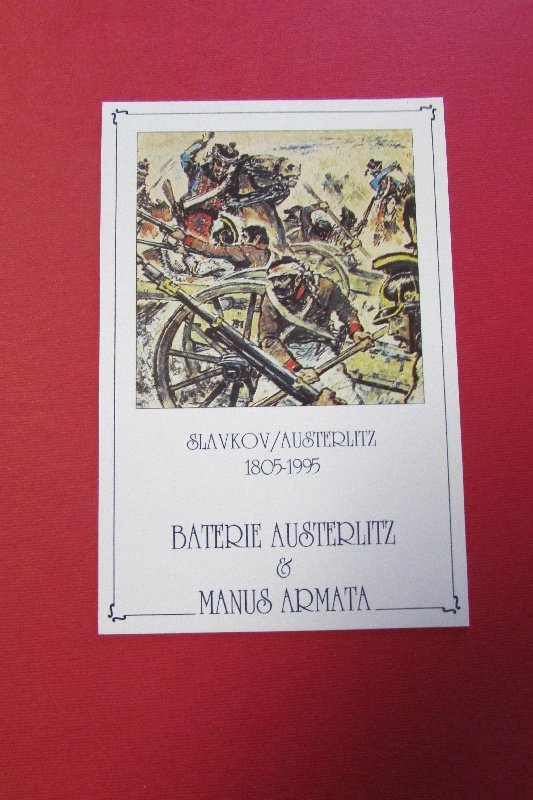 SLAVKOV/AUSTERLITZ
1805-1995
BATERIE AUSTERLITZ
&
MANUS ARMATA